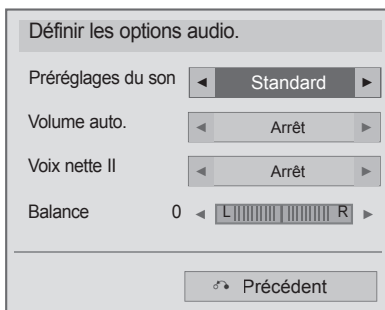 Définir les options audio.
Préréglages du son ◄ Standard ►
Volume auto. ◄ Arrêt ►
Voix nette II ◄ Arrêt ►
Balance 0 ◄ L R ►
Précédent